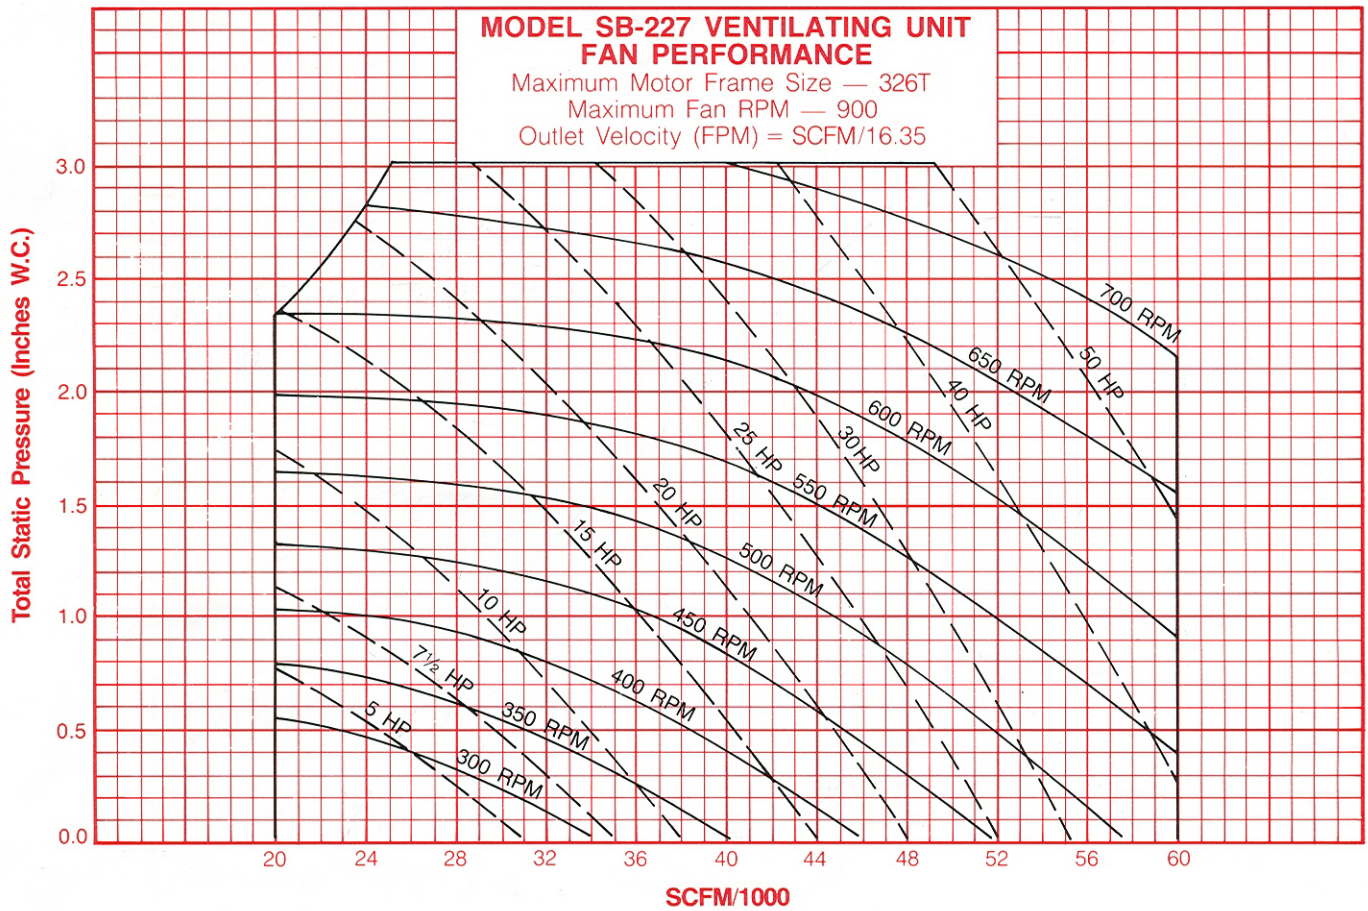 MODEL SB-227 VENTILATING UNIT
FAN PERFORMANCE
Maximum Motor Frame Size — 326T
Maximum Fan RPM — 900
Outlet Velocity (FPM) = SCFM/16.35
Total Static Pressure (Inches W.C.)
3.0
2.5
2.0
1.5
1.0
0.5
0.0
700 RPM
650 RPM
600 RPM
550 RPM
500 RPM
450 RPM
400 RPM
350 RPM
300 RPM
50 HP
40 HP
30 HP
25 HP
20 HP
15 HP
10 HP
7½ HP
5 HP
20 24 28 32 36 40 44 48 52 56 60
SCFM/1000